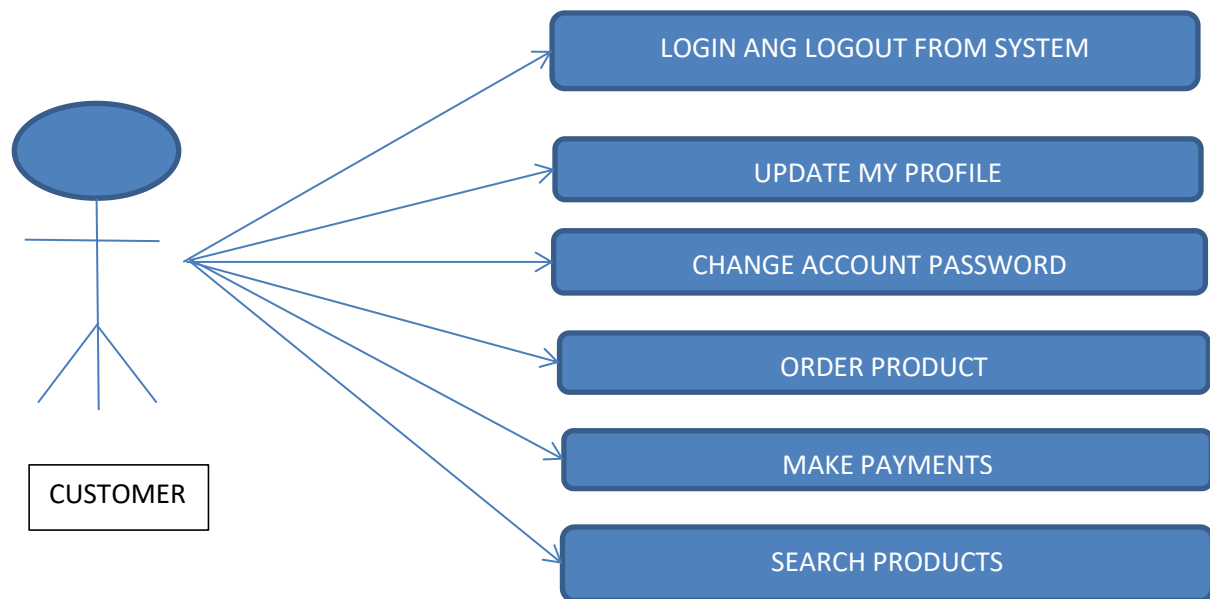 LOGIN ANG LOGOUT FROM SYSTEM
UPDATE MY PROFILE
CHANGE ACCOUNT PASSWORD
ORDER PRODUCT
MAKE PAYMENTS
CUSTOMER
SEARCH PRODUCTS